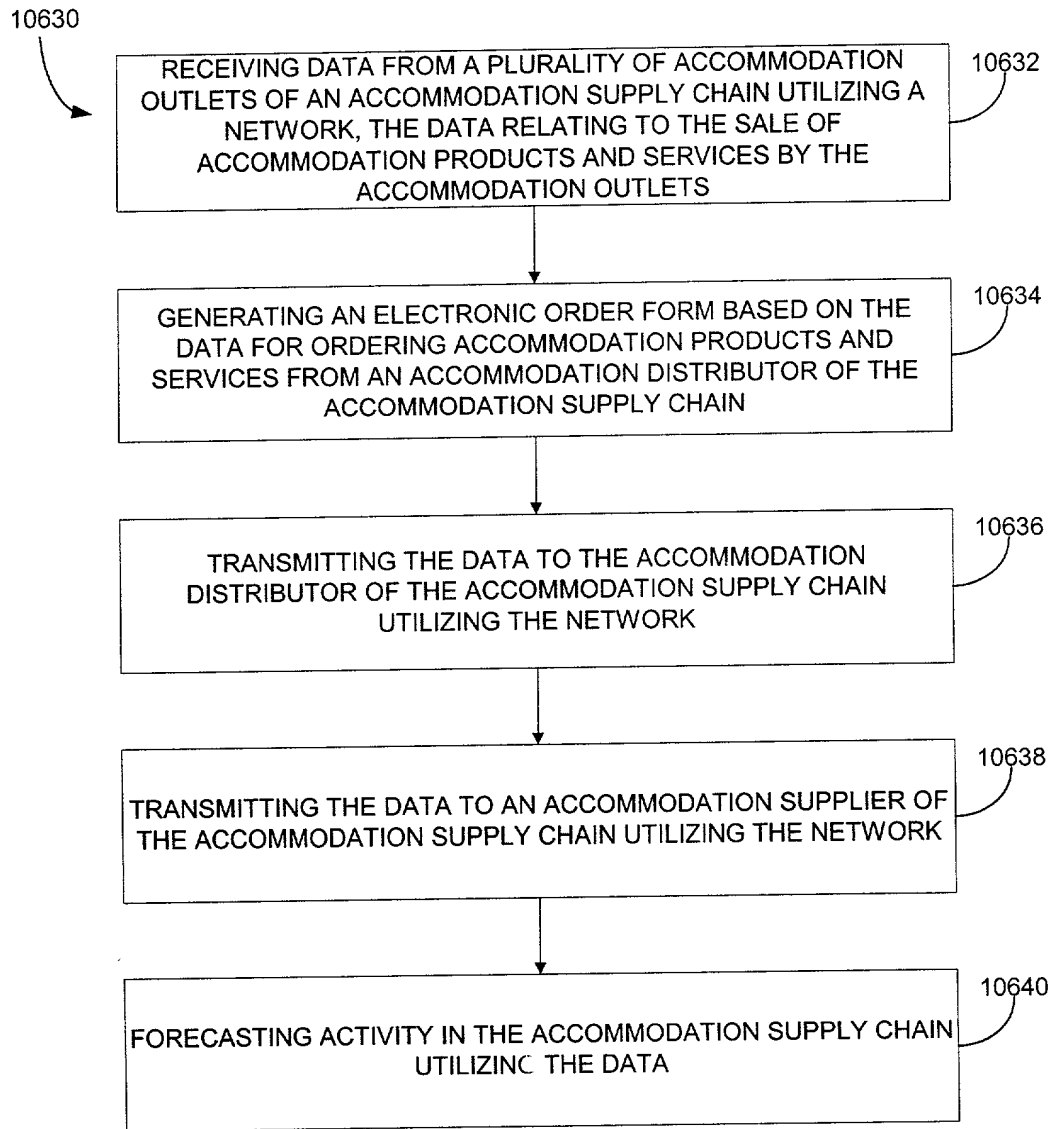 10630
RECEIVING DATA FROM A PLURALITY OF ACCOMMODATION
OUTLETS OF AN ACCOMMODATION SUPPLY CHAIN UTILIZING A
NETWORK, THE DATA RELATING TO THE SALE OF
ACCOMMODATION PRODUCTS AND SERVICES BY THE
ACCOMMODATION OUTLETS
10632
GENERATING AN ELECTRONIC ORDER FORM BASED ON THE
DATA FOR ORDERING ACCOMMODATION PRODUCTS AND
SERVICES FROM AN ACCOMMODATION DISTRIBUTOR OF THE
ACCOMMODATION SUPPLY CHAIN
10634
TRANSMITTING THE DATA TO THE ACCOMMODATION
DISTRIBUTOR OF THE ACCOMMODATION SUPPLY CHAIN
UTILIZING THE NETWORK
10636
TRANSMITTING THE DATA TO AN ACCOMMODATION SUPPLIER OF
THE ACCOMMODATION SUPPLY CHAIN UTILIZING THE NETWORK
10638
FORECASTING ACTIVITY IN THE ACCOMMODATION SUPPLY CHAIN
UTILIZING THE DATA
10640